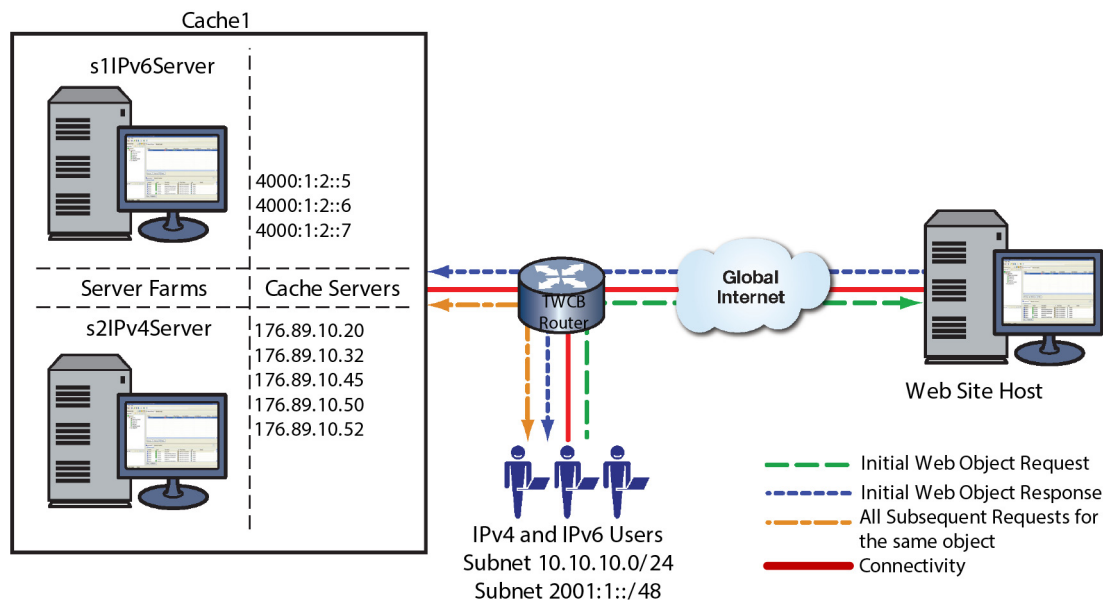 Cache1
s1IPv6Server
4000:1:2::5
4000:1:2::6
4000:1:2::7
Server Farms
Cache Servers
s2IPv4Server
176.89.10.20
176.89.10.32
176.89.10.45
176.89.10.50
176.89.10.52
TWCB
Router
Global
Internet
Web Site Host
IPv4 and IPv6 Users
Subnet 10.10.10.0/24
Subnet 2001:1::/48
Initial Web Object Request
Initial Web Object Response
All Subsequent Requests for
the same object
Connectivity